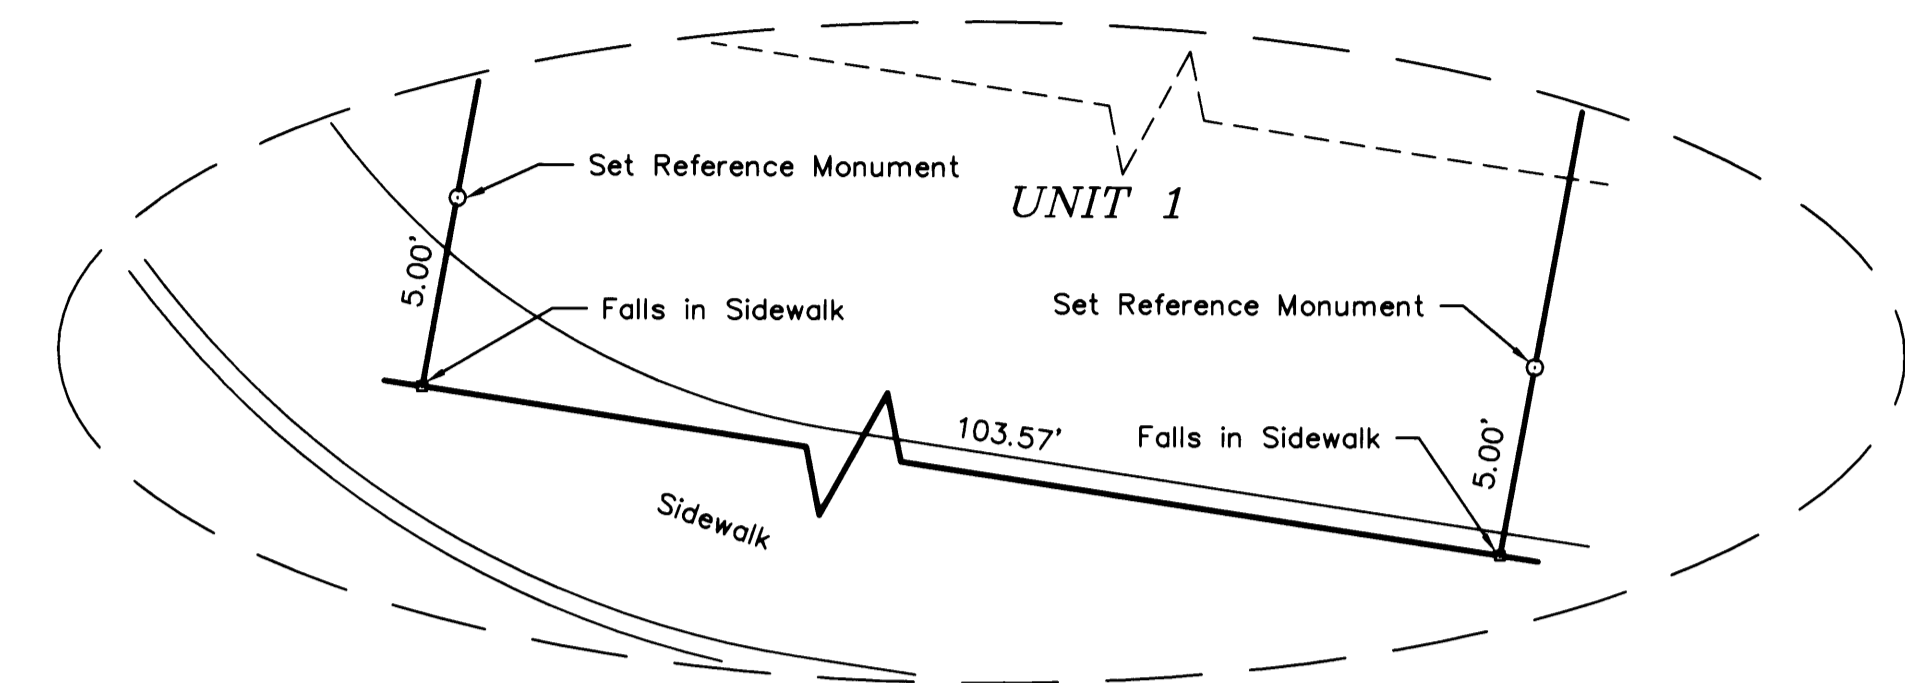 Set Reference Monument
UNIT 1
5.00'
Falls in Sidewalk
Set Reference Monument
103.57'
Falls in Sidewalk
5.00'
Sidewalk